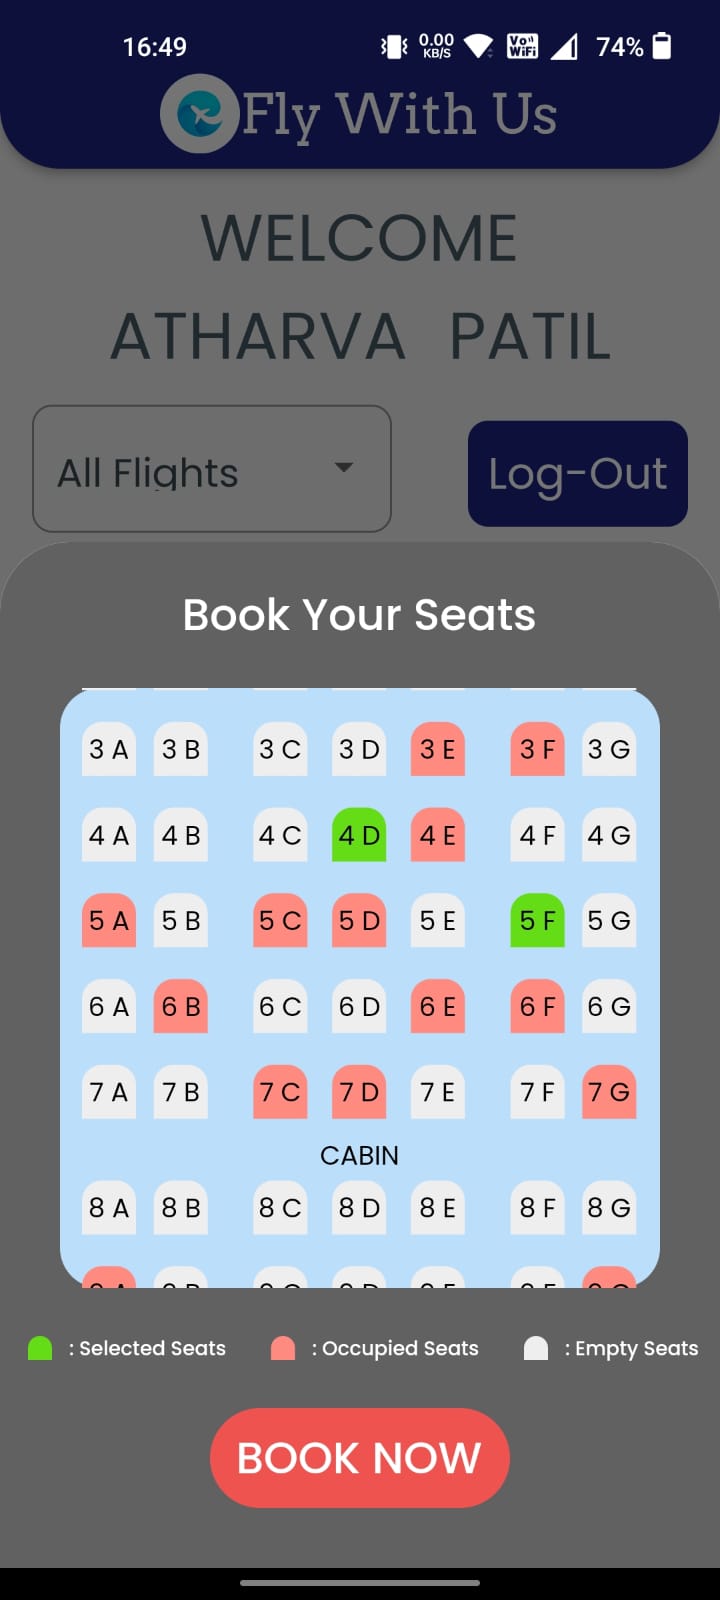 16:49
0.00
KB/S
Vo
WiFi
74%
Fly With Us
WELCOME
ATHARVA PATIL
All Flights
Log-Out
Book Your Seats
3 A 3 B 3 C 3 D 3 E 3 F 3 G
4 A 4 B 4 C 4 D 4 E 4 F 4 G
5 A 5 B 5 C 5 D 5 E 5 F 5 G
6 A 6 B 6 C 6 D 6 E 6 F 6 G
7 A 7 B 7 C 7 D 7 E 7 F 7 G
CABIN
8 A 8 B 8 C 8 D 8 E 8 F 8 G
: Selected Seats : Occupied Seats : Empty Seats
BOOK NOW